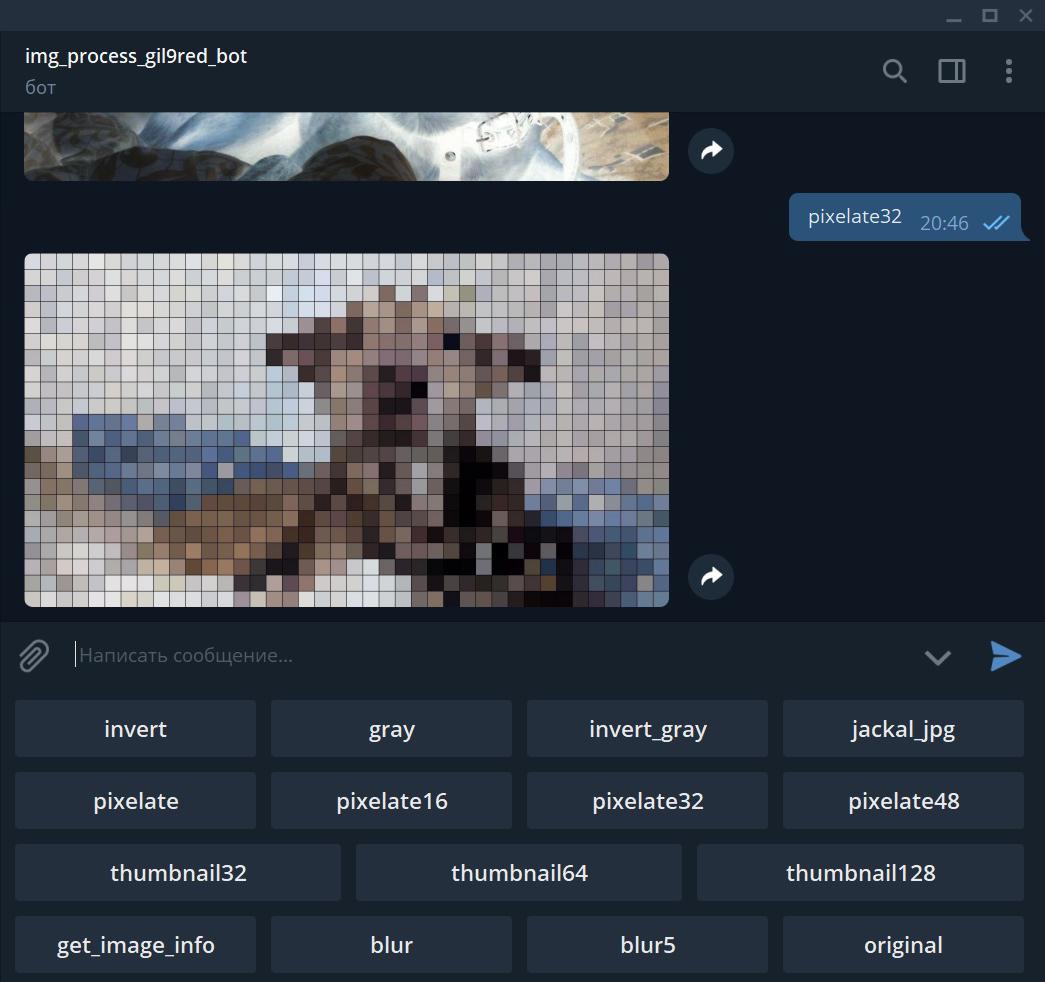 img_process_gil9red_bot
бот
pixelate32 20:46
Написать сообщение...
invert gray invert_gray jackal_jpg
pixelate pixelate16 pixelate32 pixelate48
thumbnail32 thumbnail64 thumbnail128
get_image_info blur blur5 original